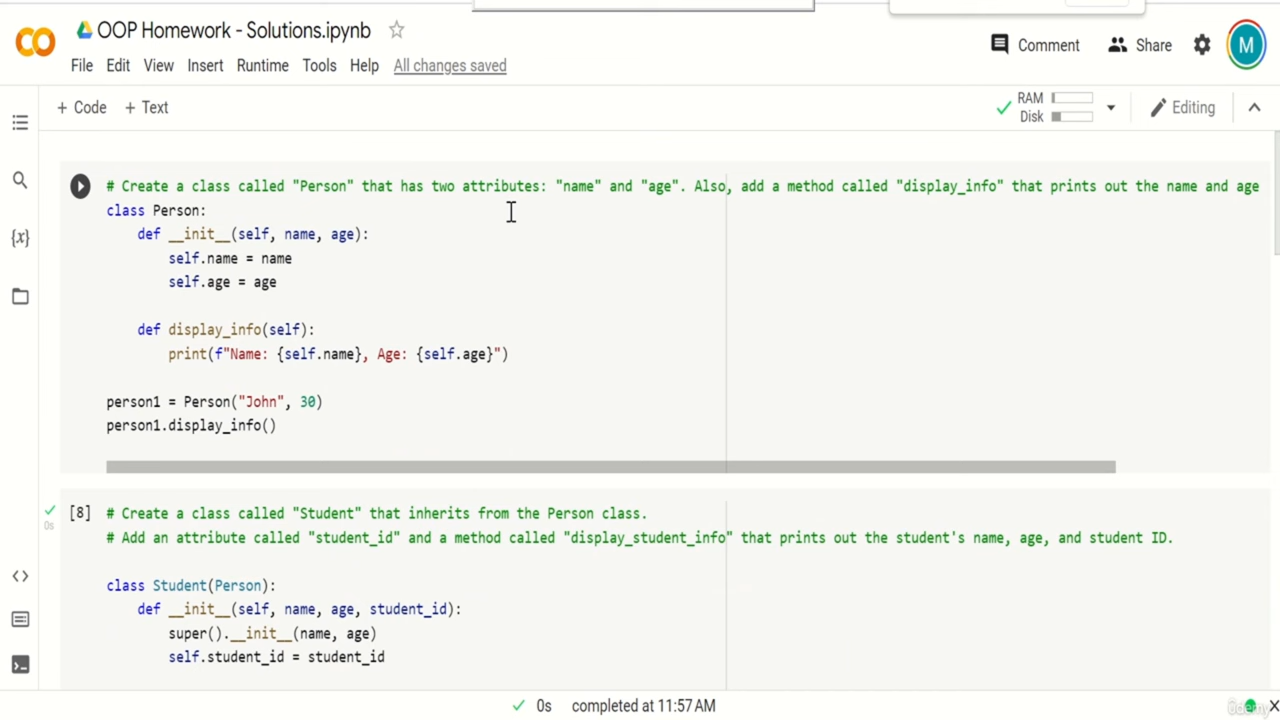 OOP Homework - Solutions.ipynb
File Edit View Insert Runtime Tools Help All changes saved
Comment
Share
M
+ Code + Text
RAM
Disk
Editing
# Create a class called "Person" that has two attributes: "name" and "age". Also, add a method called "display_info" that prints out the name and age
class Person:
def __init__(self, name, age):
self.name = name
self.age = age
def display_info(self):
print(f"Name: {self.name}, Age: {self.age}")
person1 = Person("John", 30)
person1.display_info()
0s
[8]
# Create a class called "Student" that inherits from the Person class.
# Add an attribute called "student_id" and a method called "display_student_info" that prints out the student's name, age, and student ID.
class Student(Person):
def __init__(self, name, age, student_id):
super().__init__(name, age)
self.student_id = student_id
0s completed at 11:57 AM
ûdemy